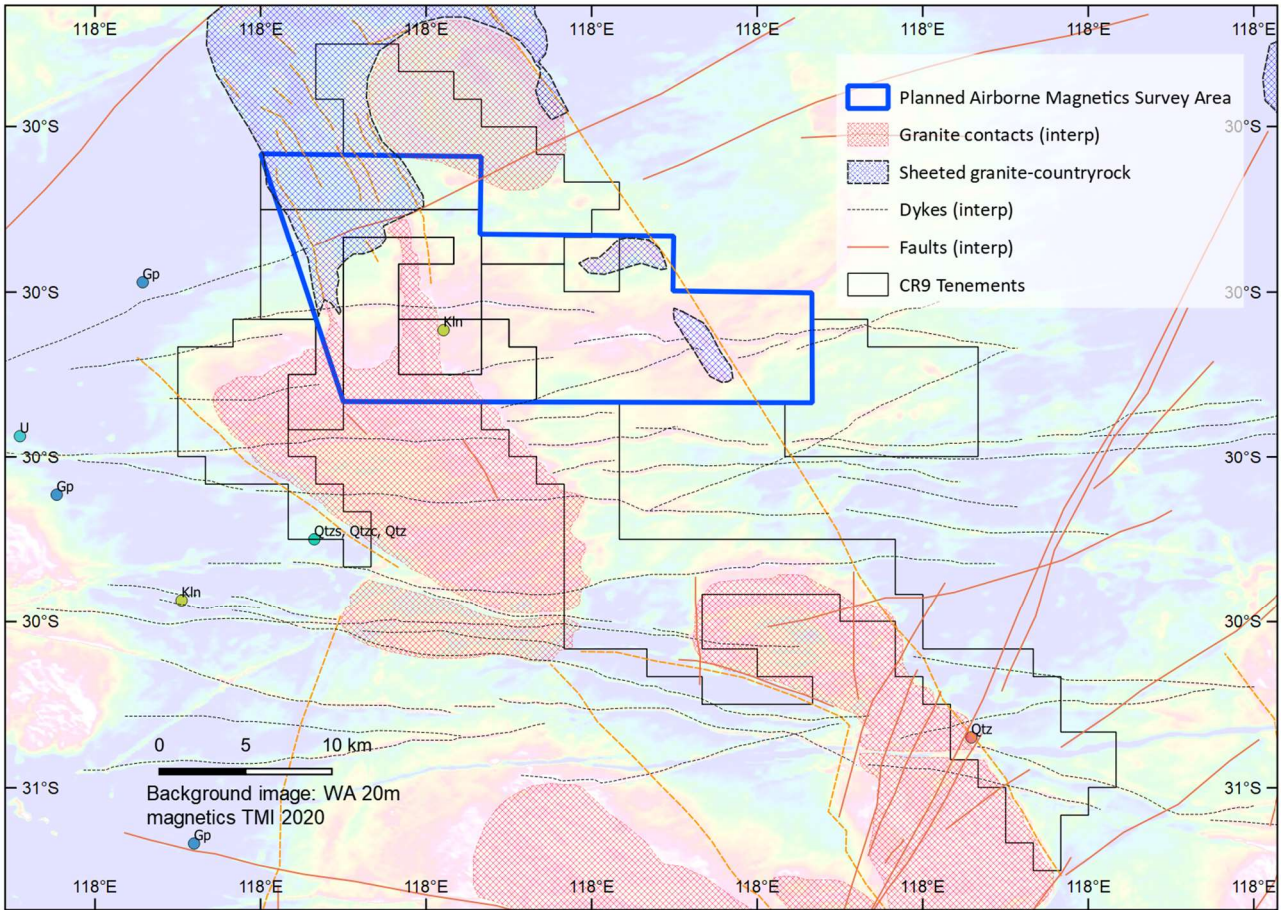 118°E 118°E 118°E 118°E 118°E 118°E 118°E 118°E
Planned Airborne Magnetics Survey Area
30°S 30°S
Granite contacts (interp)
Sheeted granite-countryrock
Dykes (interp)
Faults (interp)
CR9 Tenements
Gp
30°S 30°S
Kln
U
30°S 30°S
Gp
Qtzs, Qtzc, Qtz
Kln
30°S 30°S
Qtz
0 5 10 km
Background image: WA 20m
magnetics TMI 2020
31°S 31°S
Gp
118°E 118°E 118°E 118°E 118°E 118°E 118°E 118°E